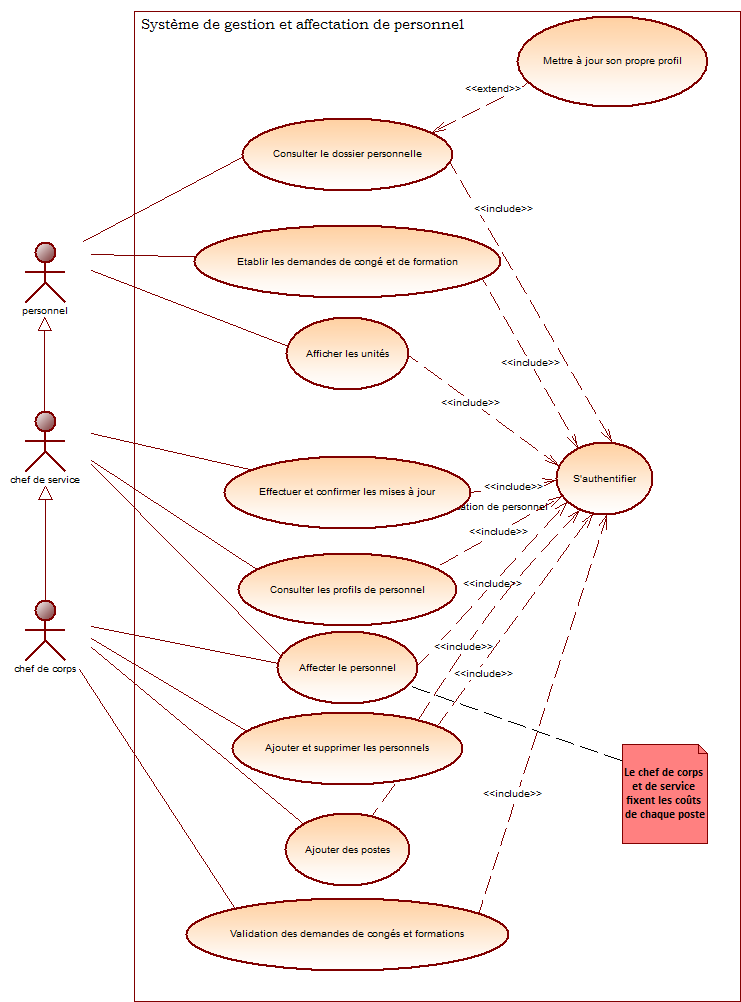 Système de gestion et affectation de personnel
Mettre à jour son propre profil
<<extend>>
Consulter le dossier personnelle
<<include>>
Etablir les demandes de congé et de formation
personnel
Afficher les unités
<<include>>
<<include>>
chef de service
S'authentifier
Effectuer et confirmer les mises à jour
<<include>>
de personnel
<<include>>
Consulter les profils de personnel
<<include>>
chef de corps
Affecter le personnel
<<include>>
<<include>>
Ajouter et supprimer les personnels
Le chef de corps
et de service
fixent les coûts
de chaque poste
<<include>>
Ajouter des postes
Validation des demandes de congés et formations